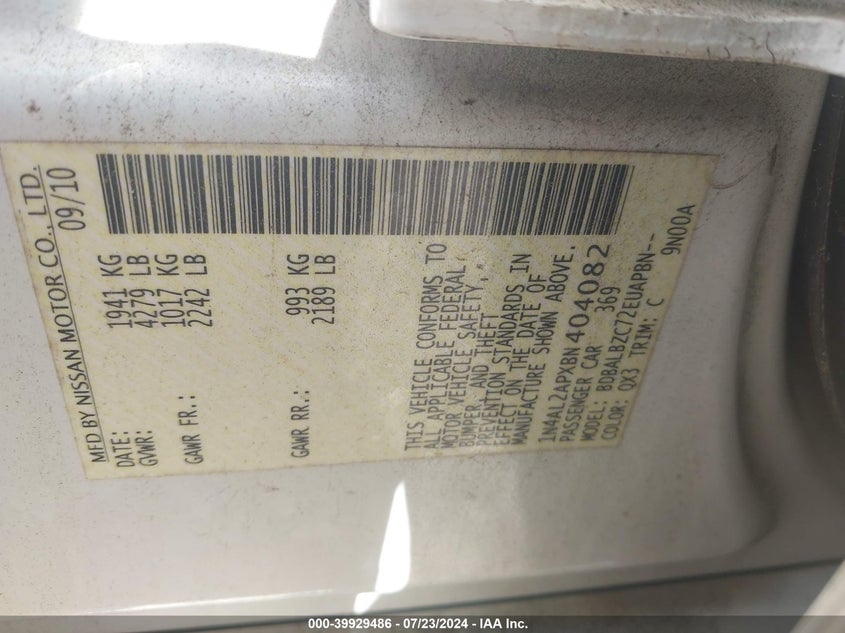 MFD BY NISSAN MOTOR CO., LTD.
DATE: 09/10
GVWR: 1941 KG
4279 LB
GAWR FR.: 1017 KG
2242 LB
GAWR RR.: 993 KG
2189 LB
THIS VEHICLE CONFORMS TO
ALL APPLICABLE FEDERAL
MOTOR VEHICLE SAFETY,
BUMPER, AND THEFT
PREVENTION STANDARDS IN
EFFECT ON THE DATE OF
MANUFACTURE SHOWN ABOVE.
1N4AL2APXBN404082
PASSENGER CAR 369
MODEL: BDBALBZC72EUAPBN--
COLOR: QX3 TRIM: C 9N00A
000-39929486 - 07/23/2024 - IAA Inc.